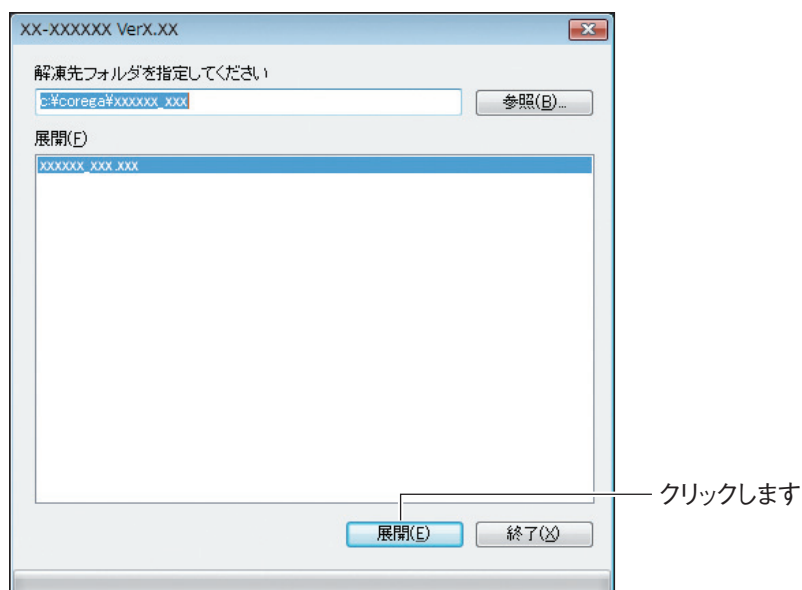 XX-XXXXXX VerX.XX
解凍先フォルダを指定してください
c:¥corega¥xxxxxx_xxx
参照(B)...
展開(F)
xxxxxx_xxx.xxx
クリックします
展開(E)
終了(X)